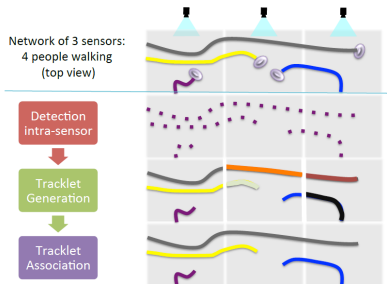 Network of 3 sensors:
4 people walking
(top view)
Detection
intra-sensor
Tracklet
Generation
Tracklet
Association